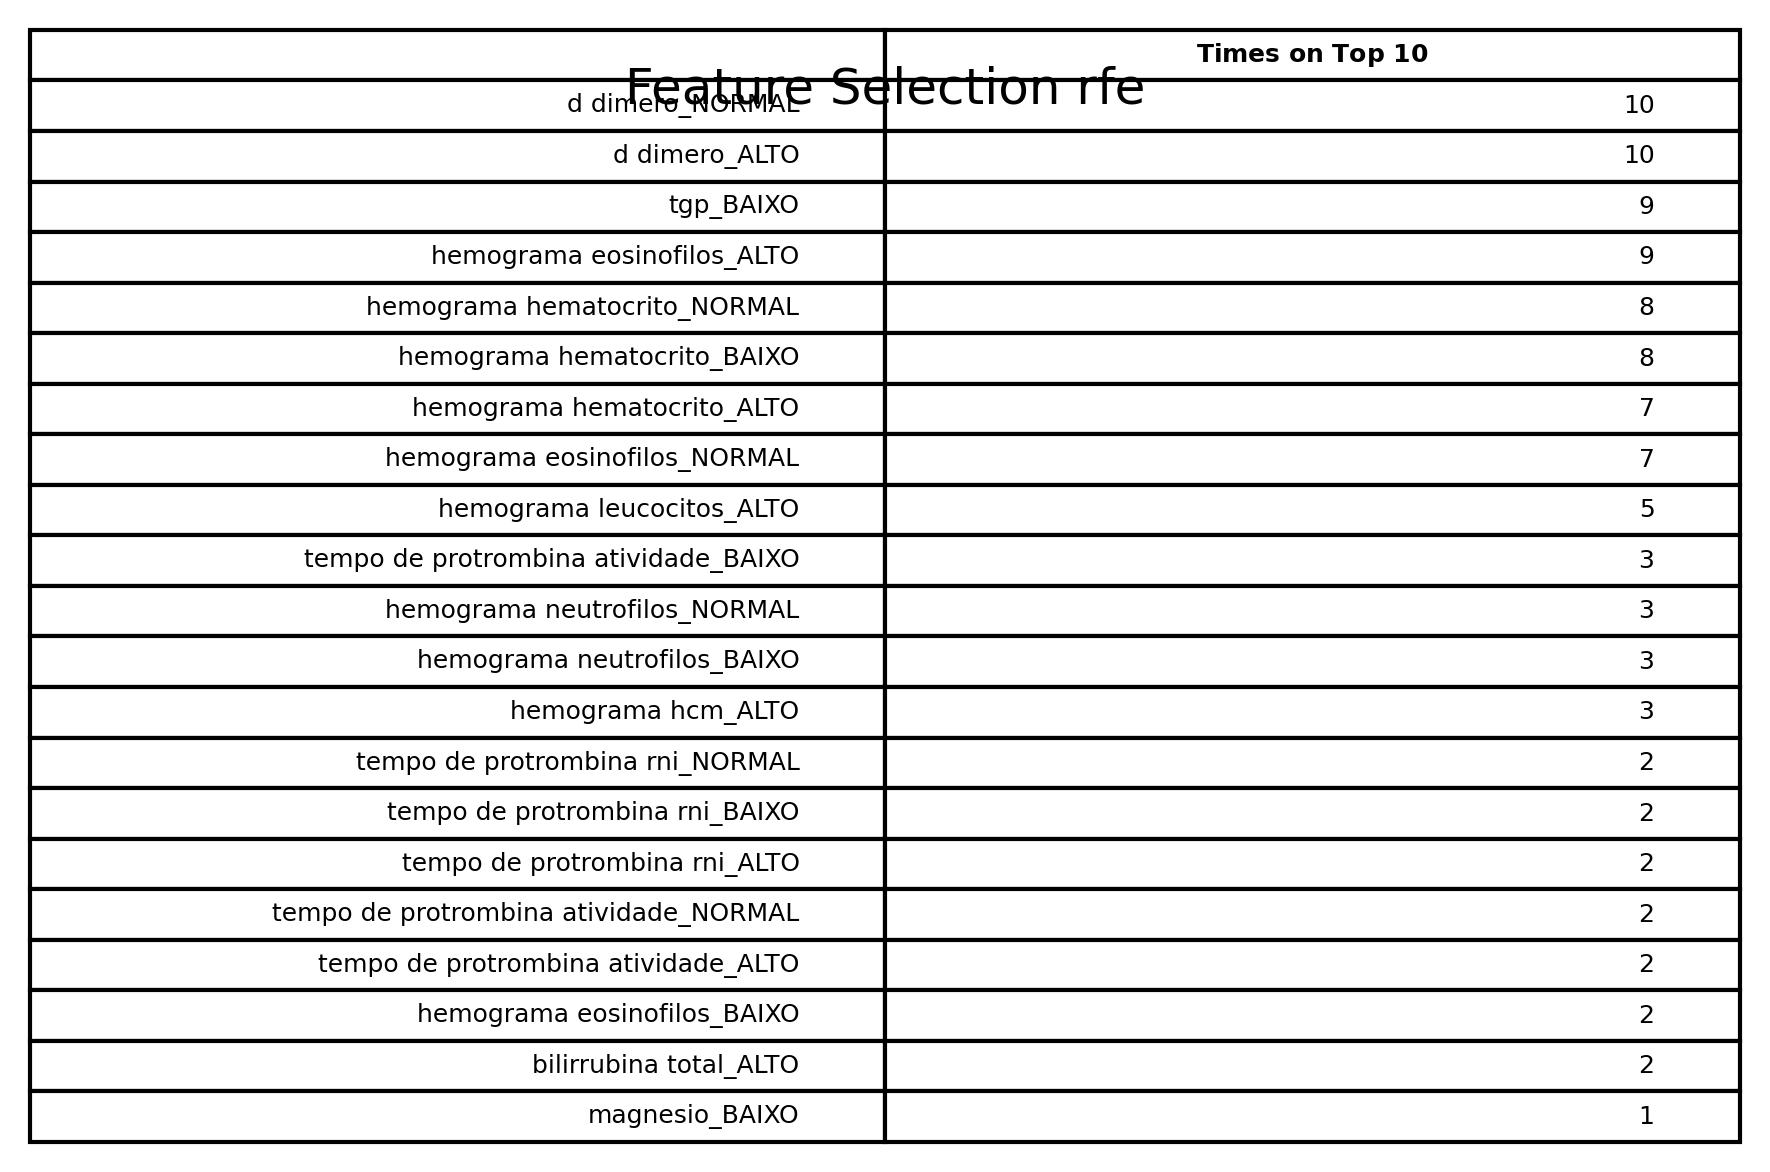 Times on Top 10
Feature Selection rfe
d dimero_NORMAL 10
d dimero_ALTO 10
tgp_BAIXO 9
hemograma eosinofilos_ALTO 9
hemograma hematocrito_NORMAL 8
hemograma hematocrito_BAIXO 8
hemograma hematocrito_ALTO 7
hemograma eosinofilos_NORMAL 7
hemograma leucocitos_ALTO 5
tempo de protrombina atividade_BAIXO 3
hemograma neutrofilos_NORMAL 3
hemograma neutrofilos_BAIXO 3
hemograma hcm_ALTO 3
tempo de protrombina rni_NORMAL 2
tempo de protrombina rni_BAIXO 2
tempo de protrombina rni_ALTO 2
tempo de protrombina atividade_NORMAL 2
tempo de protrombina atividade_ALTO 2
hemograma eosinofilos_BAIXO 2
bilirrubina total_ALTO 2
magnesio_BAIXO 1